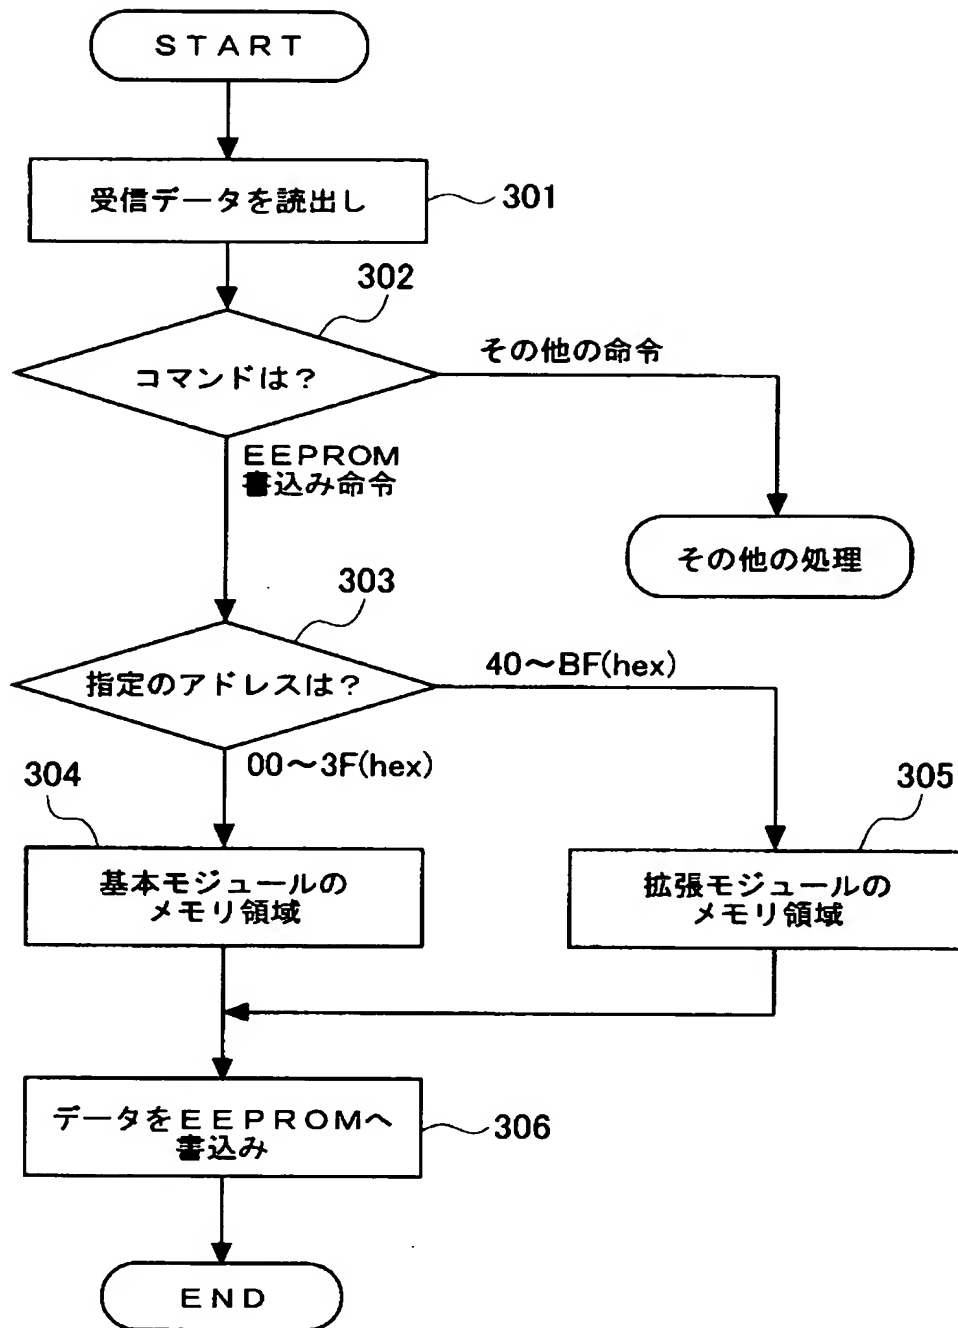 START
受信データを読出し
301
302
コマンドは？
その他の命令
EEPROM
書込み命令
その他の処理
303
指定のアドレスは？
40～BF(hex)
00～3F(hex)
304
305
基本モジュールの
メモリ領域
拡張モジュールの
メモリ領域
データをEEPROMへ
書込み
306
END